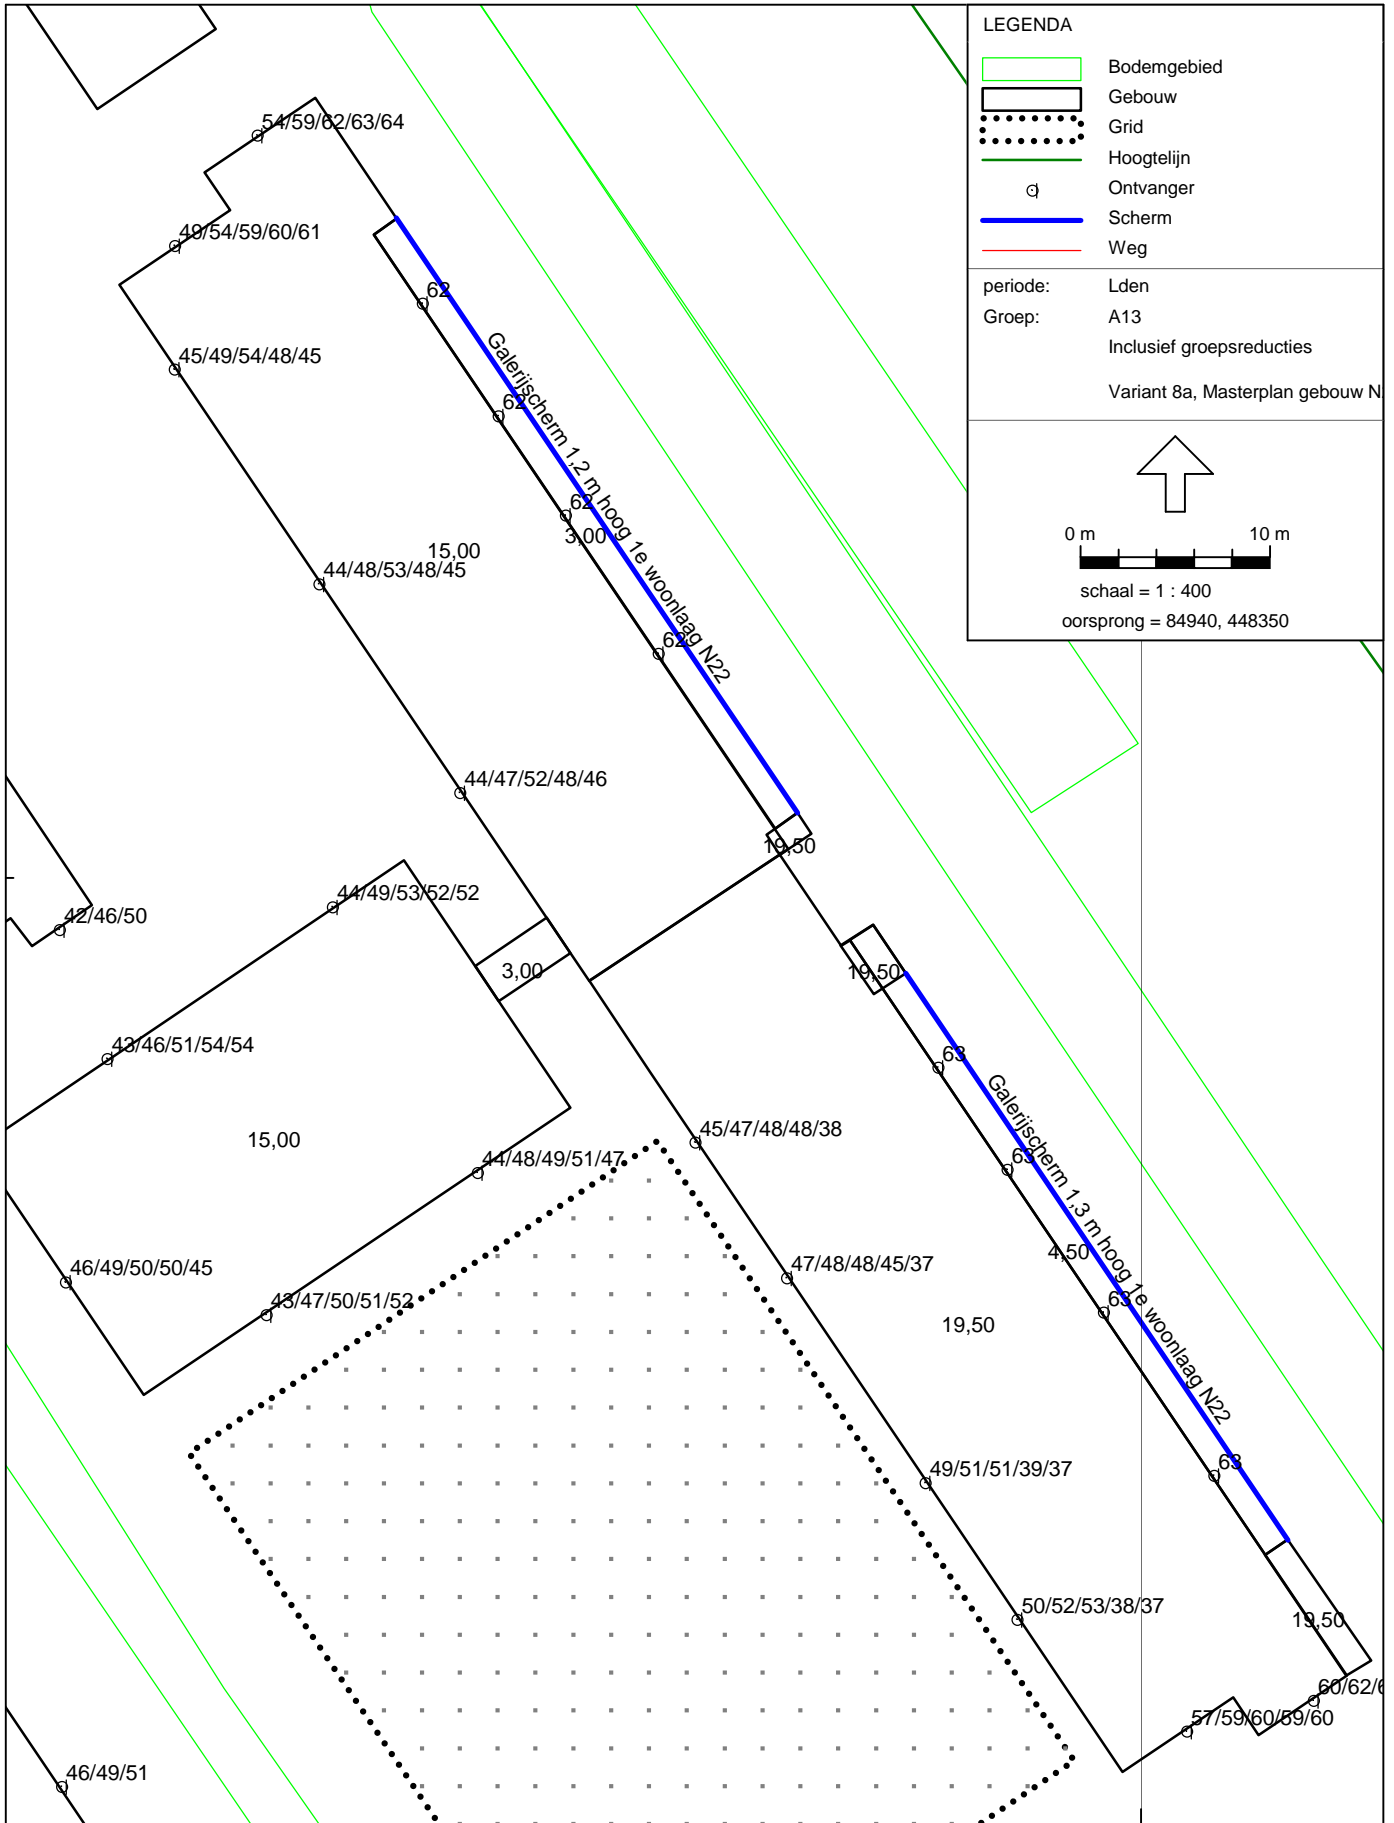 LEGENDA
Bodemgebied
Gebouw
Grid
Hoogtelijn
Ontvanger
Scherm
Weg
periode: Lden
Groep: A13
Inclusief groepsreducties
Variant 8a, Masterplan gebouw N
0 m 10 m
schaal = 1 : 400
oorsprong = 84940, 448350
54/59/62/63/64
49/54/59/60/61
62
45/49/54/48/45
62
Galerijscherm 1,2 m hoog 1e woonlaag N22
62
3,00
15,00
44/48/53/48/45
62
44/47/52/48/46
19,50
44/49/53/52/52
42/46/50
3,00
19,50
43/46/51/54/54
63
Galerijscherm 1,3 m hoog 1e woonlaag N22
15,00
45/47/48/48/38
44/48/49/51/47
63
4,50
46/49/50/50/45
47/48/48/45/37
43/47/50/51/52
63
19,50
49/51/51/39/37
63
50/52/53/38/37
19,50
60/62/6
57/59/60/59/60
46/49/51